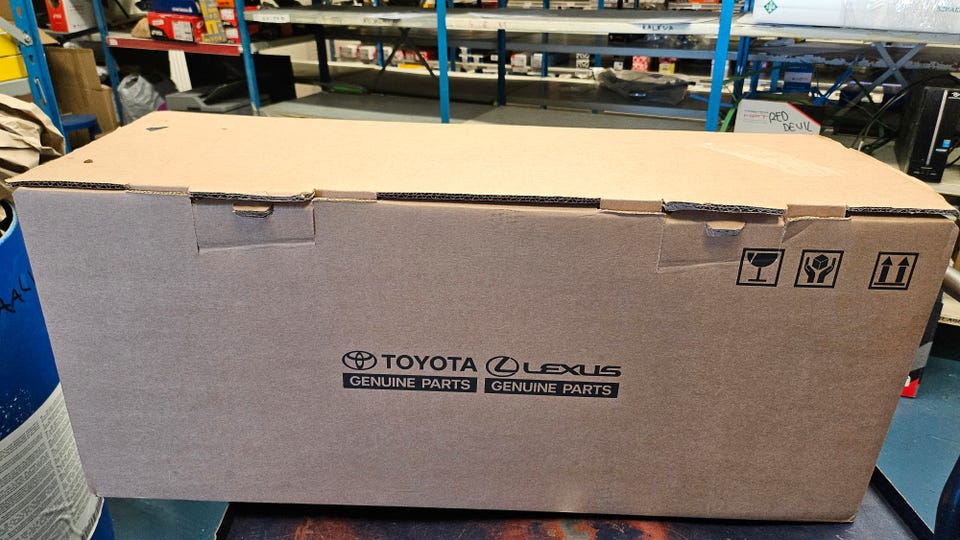 RED
DEVIL
TOYOTA LEXUS
GENUINE PARTS GENUINE PARTS